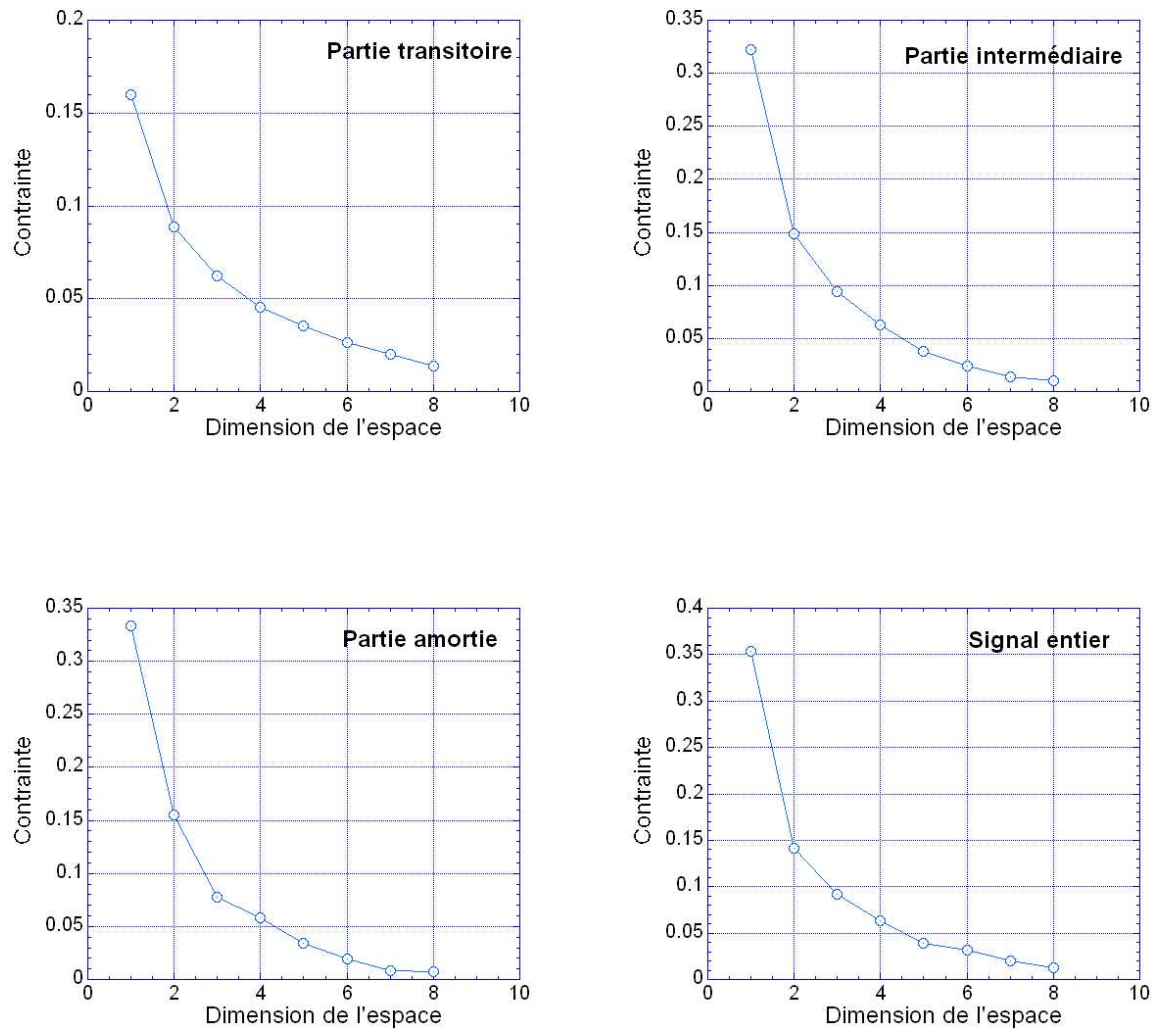 Partie transitoire
0.2
0.15
0.1
0.05
0
Contrainte
0 2 4 6 8 10
Dimension de l'espace
Partie intermédiaire
0.35
0.3
0.25
0.2
0.15
0.1
0.05
0
Contrainte
0 2 4 6 8 10
Dimension de l'espace
Partie amortie
0.35
0.3
0.25
0.2
0.15
0.1
0.05
0
Contrainte
0 2 4 6 8 10
Dimension de l'espace
Signal entier
0.4
0.35
0.3
0.25
0.2
0.15
0.1
0.05
0
Contrainte
0 2 4 6 8 10
Dimension de l'espace